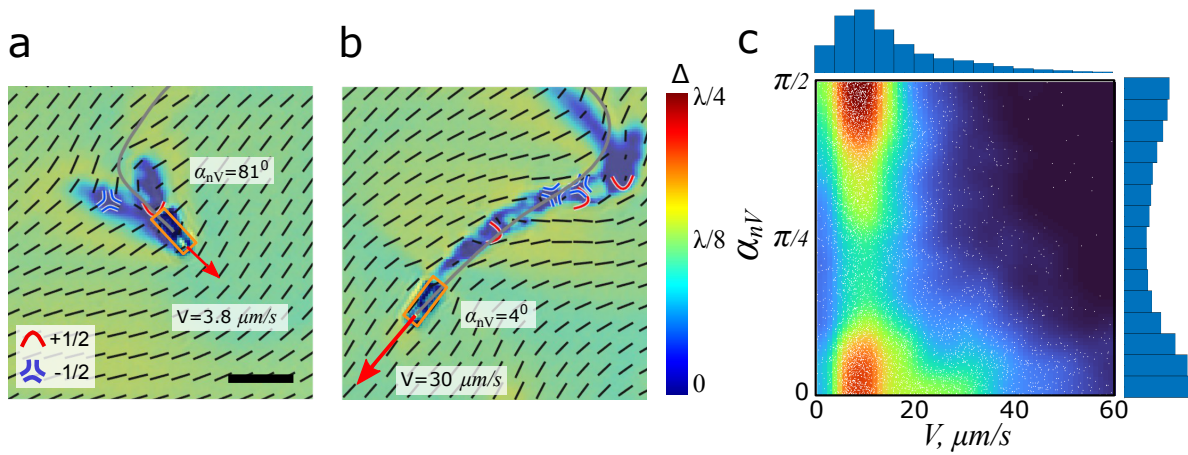 a
α_nV=81⁰
V=3.8 μm/s
+1/2
-1/2
b
α_nV=4⁰
V=30 μm/s
Δ
λ/4
λ/8
0
c
π/2
π/4
0
α_nV
0 20 40 60
V, μm/s